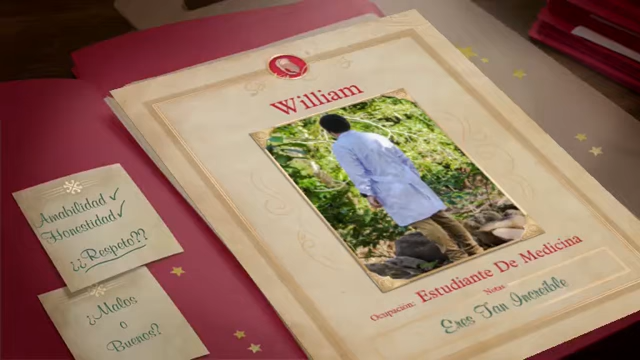 William
Ocupación: Estudiante De Medicina
Notas
Eres Tan Increíble
Amabilidad ✓
Honestidad ✓
¿¿Respeto??
¿Malos
o
Buenos?